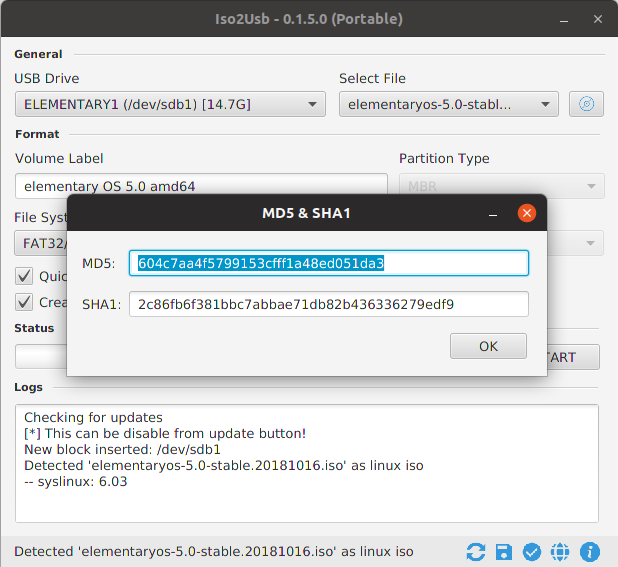 Iso2Usb - 0.1.5.0 (Portable)
General
USB Drive
Select File
ELEMENTARY1 (/dev/sdb1) [14.7G]
elementaryos-5.0-stabl...
Format
Volume Label
Partition Type
elementary OS 5.0 amd64
MBR
MD5 & SHA1
File Syst
FAT32/
MD5: 604c7aa4f5799153cfff1a48ed051da3
Quic
SHA1: 2c86fb6f381bbc7abbae71db82b436336279edf9
Crea
Status
OK
TART
Logs
Checking for updates
[*] This can be disable from update button!
New block inserted: /dev/sdb1
Detected 'elementaryos-5.0-stable.20181016.iso' as linux iso
-- syslinux: 6.03
Detected 'elementaryos-5.0-stable.20181016.iso' as linux iso